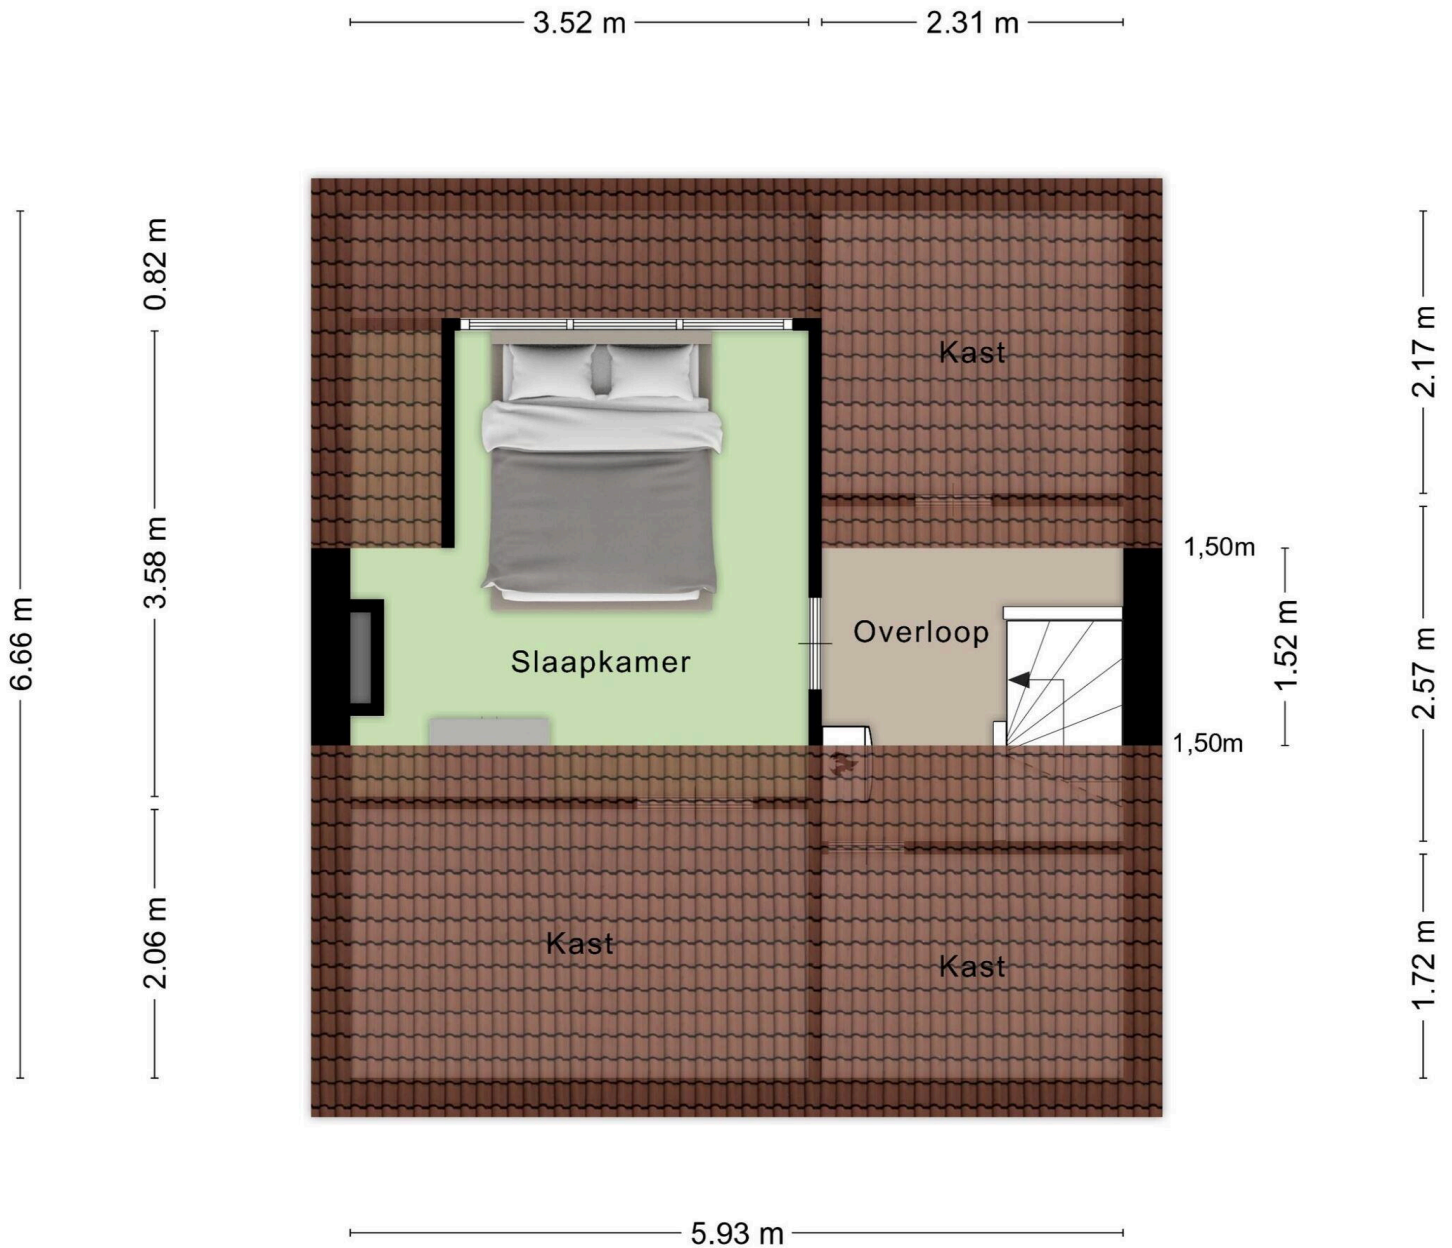 3.52 m
2.31 m
0.82 m
2.17 m
Kast
1,50m
3.58 m
6.66 m
Overloop
1.52 m
2.57 m
Slaapkamer
1,50m
2.06 m
Kast
Kast
1.72 m
5.93 m